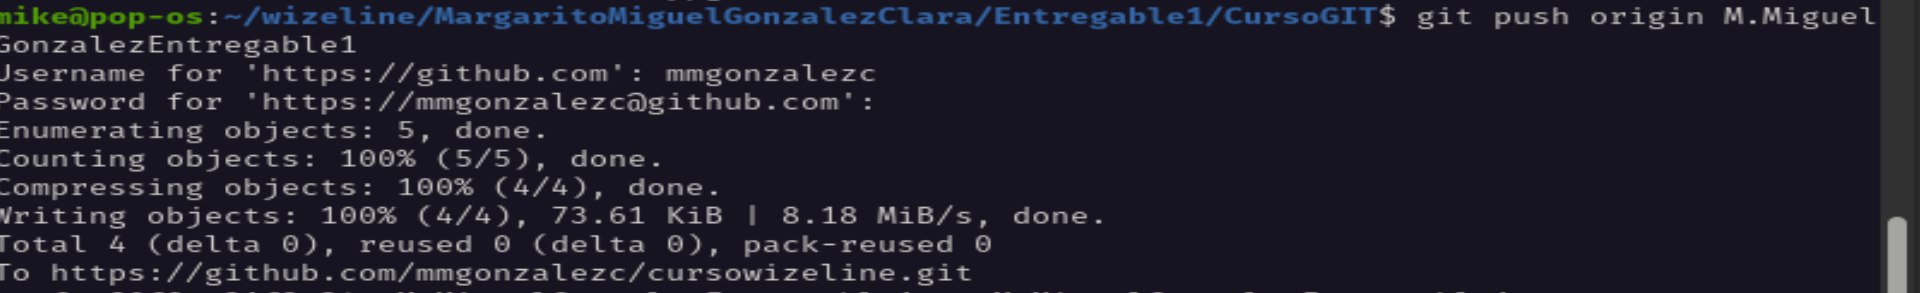 mike@pop-os:~/wizeline/MargaritoMiguelGonzalezClara/Entregable1/CursoGIT$ git push origin M.Miguel
GonzalezEntregable1
Username for 'https://github.com': mmgonzalezc
Password for 'https://mmgonzalezc@github.com':
Enumerating objects: 5, done.
Counting objects: 100% (5/5), done.
Compressing objects: 100% (4/4), done.
Writing objects: 100% (4/4), 73.61 KiB | 8.18 MiB/s, done.
Total 4 (delta 0), reused 0 (delta 0), pack-reused 0
To https://github.com/mmgonzalezc/cursowizeline.git